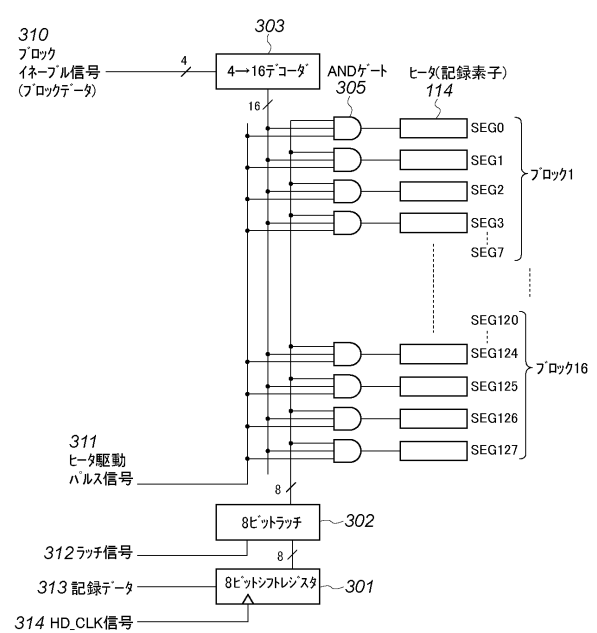 310
ブロック
イネーブル信号
(ブロックデータ)
4
303
4→16デコーダ
16
ANDゲート
305
ヒータ(記録素子)
114
SEG0
SEG1
SEG2
SEG3
SEG7
ブロック1
SEG120
SEG124
SEG125
SEG126
SEG127
ブロック16
311
ヒータ駆動
パルス信号
8
8ビットラッチ
302
312 ラッチ信号
8
313 記録データ
8ビットシフトレジスタ
301
314 HD_CLK信号